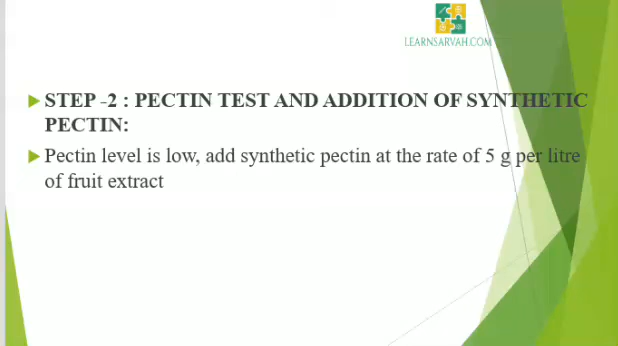 LEARNSARVAH.COM
STEP -2 : PECTIN TEST AND ADDITION OF SYNTHETIC
PECTIN:
Pectin level is low, add synthetic pectin at the rate of 5 g per litre
of fruit extract